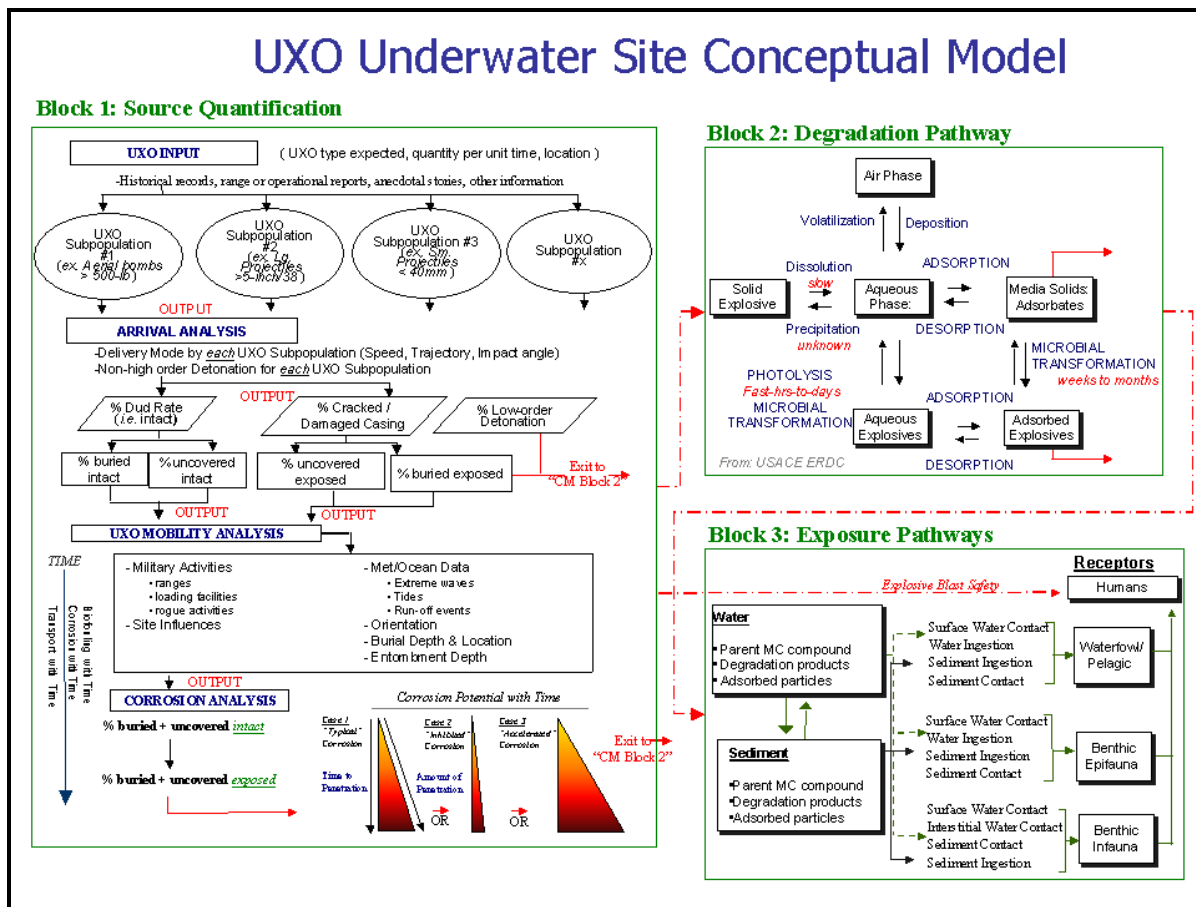 UXO Underwater Site Conceptual Model
Block 1: Source Quantification
UXO INPUT
( UXO type expected, quantity per unit time, location )
-Historical records, range or operational reports, anecdotal stories, other information
UXO
Subpopulation
#1
(ex. Aerial bombs
> 500-lb)
UXO
Subpopulation
#2
(ex. Lg.
Projectiles
>5-inch/38)
UXO
Subpopulation #3
(ex. Sm.
Projectiles
< 40mm)
UXO
Subpopulation
#x
OUTPUT
ARRIVAL ANALYSIS
-Delivery Mode by each UXO Subpopulation (Speed, Trajectory, Impact angle)
-Non-high order Detonation for each UXO Subpopulation
OUTPUT
% Dud Rate
(i.e. intact)
% Cracked /
Damaged Casing
% Low-order
Detonation
% buried
intact
% uncovered
intact
% uncovered
exposed
% buried exposed
Exit to
"CM Block 2"
OUTPUT
OUTPUT
UXO MOBILITY ANALYSIS
TIME
Biofouling with Time
Corrosion with Time
Transport with Time
- Military Activities
• ranges
• loading facilities
• rogue activities
- Site Influences
- Met/Ocean Data
• Extreme waves
• Tides
• Run-off events
- Orientation
- Burial Depth & Location
- Entombment Depth
OUTPUT
CORROSION ANALYSIS
% buried + uncovered intact
% buried + uncovered exposed
Corrosion Potential with Time
Case 1
"Typical"
Corrosion
Case 2
"Inhibited"
Corrosion
Case 3
"Accelerated"
Corrosion
Time to
Penetration
Amount of
Penetration
OR
OR
Exit to
"CM Block 2"
Block 2: Degradation Pathway
Air Phase
Volatilization
Deposition
Solid
Explosive
Dissolution
slow
Precipitation
unknown
Aqueous
Phase:
ADSORPTION
DESORPTION
Media Solids:
Adsorbates
PHOTOLYSIS
Fast-hrs-to-days
MICROBIAL
TRANSFORMATION
MICROBIAL
TRANSFORMATION
weeks to months
Aqueous
Explosives
ADSORPTION
DESORPTION
Adsorbed
Explosives
From: USACE ERDC
Block 3: Exposure Pathways
Receptors
Humans
Explosive Blast Safety
Water
• Parent MC compound
• Degradation products
• Adsorbed particles
Sediment
• Parent MC compound
• Degradation products
• Adsorbed particles
Surface Water Contact
Water Ingestion
Sediment Ingestion
Sediment Contact
Waterfowl/
Pelagic
Surface Water Contact
Water Ingestion
Sediment Ingestion
Sediment Contact
Benthic
Epifauna
Surface Water Contact
Interstitial Water Contact
Sediment Contact
Sediment Ingestion
Benthic
Infauna